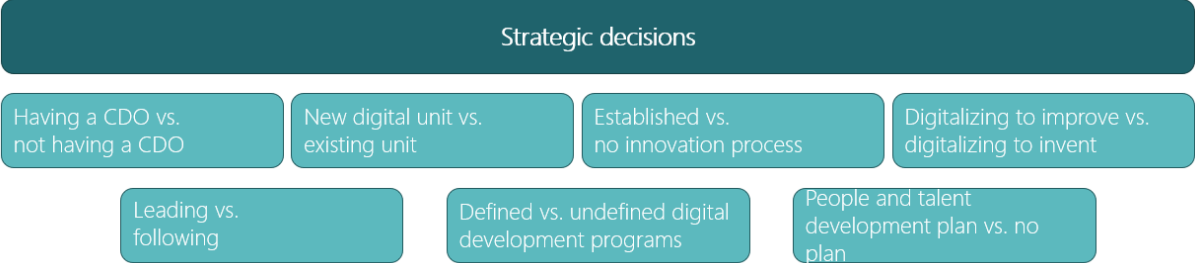 Strategic decisions
Having a CDO vs.
not having a CDO
New digital unit vs.
existing unit
Established vs.
no innovation process
Digitalizing to improve vs.
digitalizing to invent
Leading vs.
following
Defined vs. undefined digital
development programs
People and talent
development plan vs. no
plan